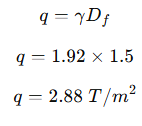 q = γD_f
q = 1.92 × 1.5
q = 2.88 T/m²